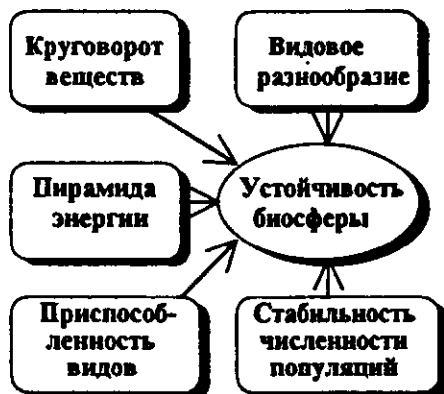 Круговорот
веществ
Видовое
разнообразие
Пирамида
энергии
Устойчивость
биосферы
Приспособ-
ленность
видов
Стабильность
численности
популяций